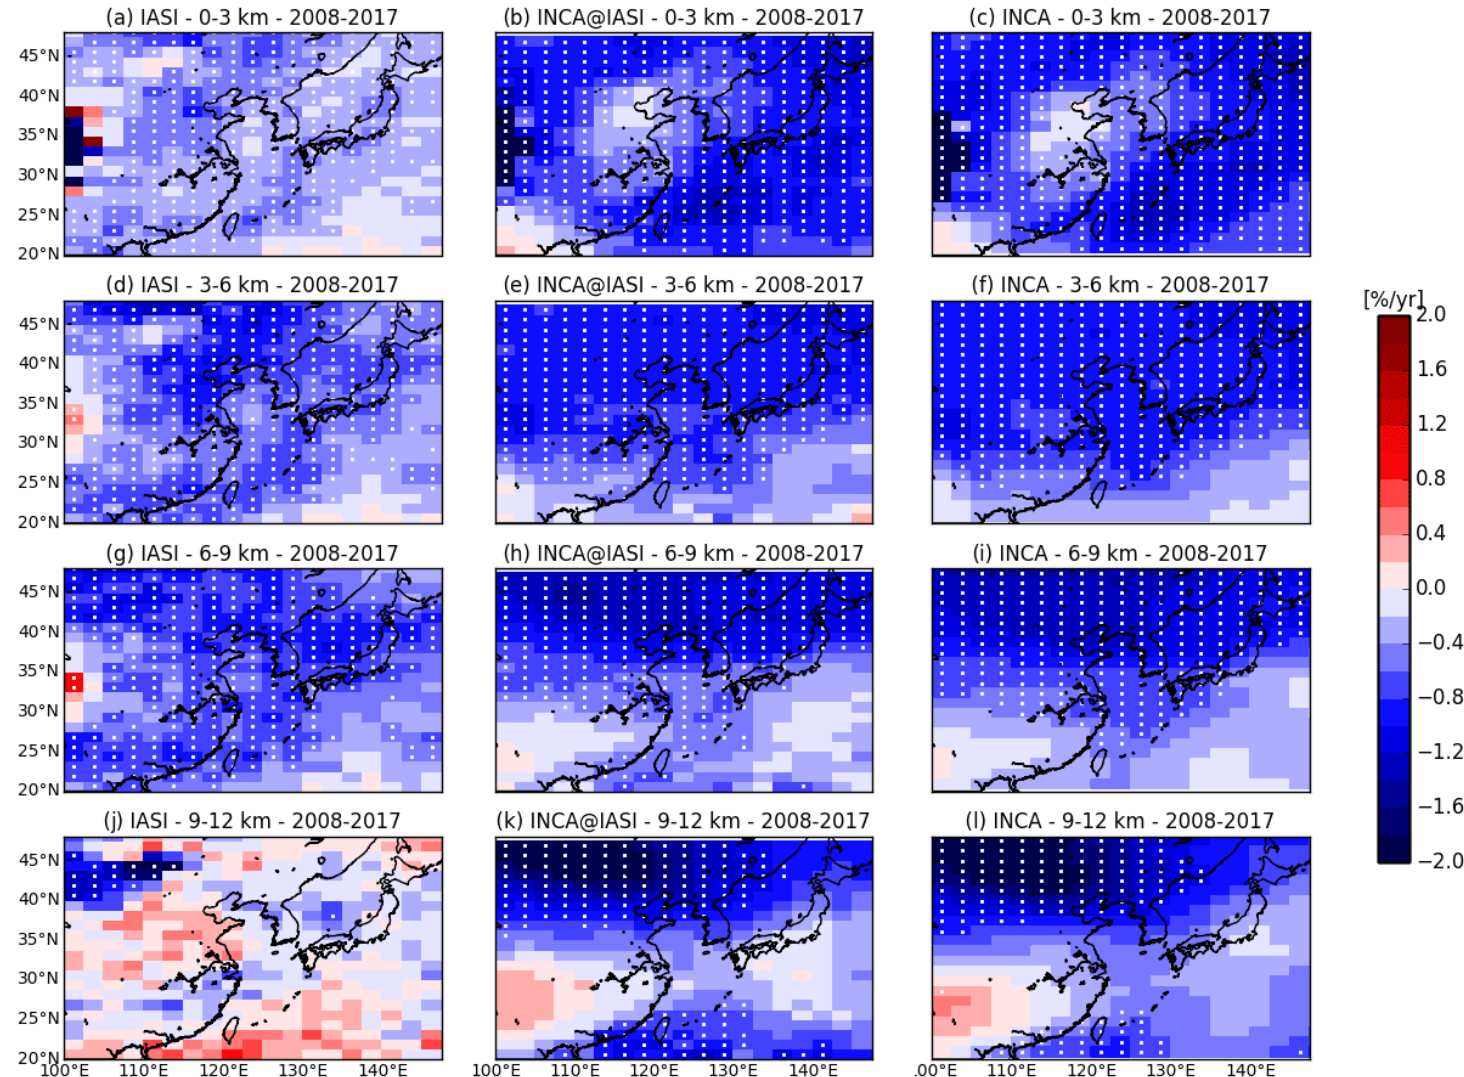 (a) IASI - 0-3 km - 2008-2017
(b) INCA@IASI - 0-3 km - 2008-2017
(c) INCA - 0-3 km - 2008-2017
45°N
40°N
35°N
30°N
25°N
20°N
(d) IASI - 3-6 km - 2008-2017
(e) INCA@IASI - 3-6 km - 2008-2017
(f) INCA - 3-6 km - 2008-2017
45°N
40°N
35°N
30°N
25°N
20°N
(g) IASI - 6-9 km - 2008-2017
(h) INCA@IASI - 6-9 km - 2008-2017
(i) INCA - 6-9 km - 2008-2017
45°N
40°N
35°N
30°N
25°N
20°N
(j) IASI - 9-12 km - 2008-2017
(k) INCA@IASI - 9-12 km - 2008-2017
(l) INCA - 9-12 km - 2008-2017
45°N
40°N
35°N
30°N
25°N
20°N
100°E 110°E 120°E 130°E 140°E
100°E 110°E 120°E 130°E 140°E
.00°E 110°E 120°E 130°E 140°E
[%/yr]
2.0
1.6
1.2
0.8
0.4
0.0
−0.4
−0.8
−1.2
−1.6
−2.0